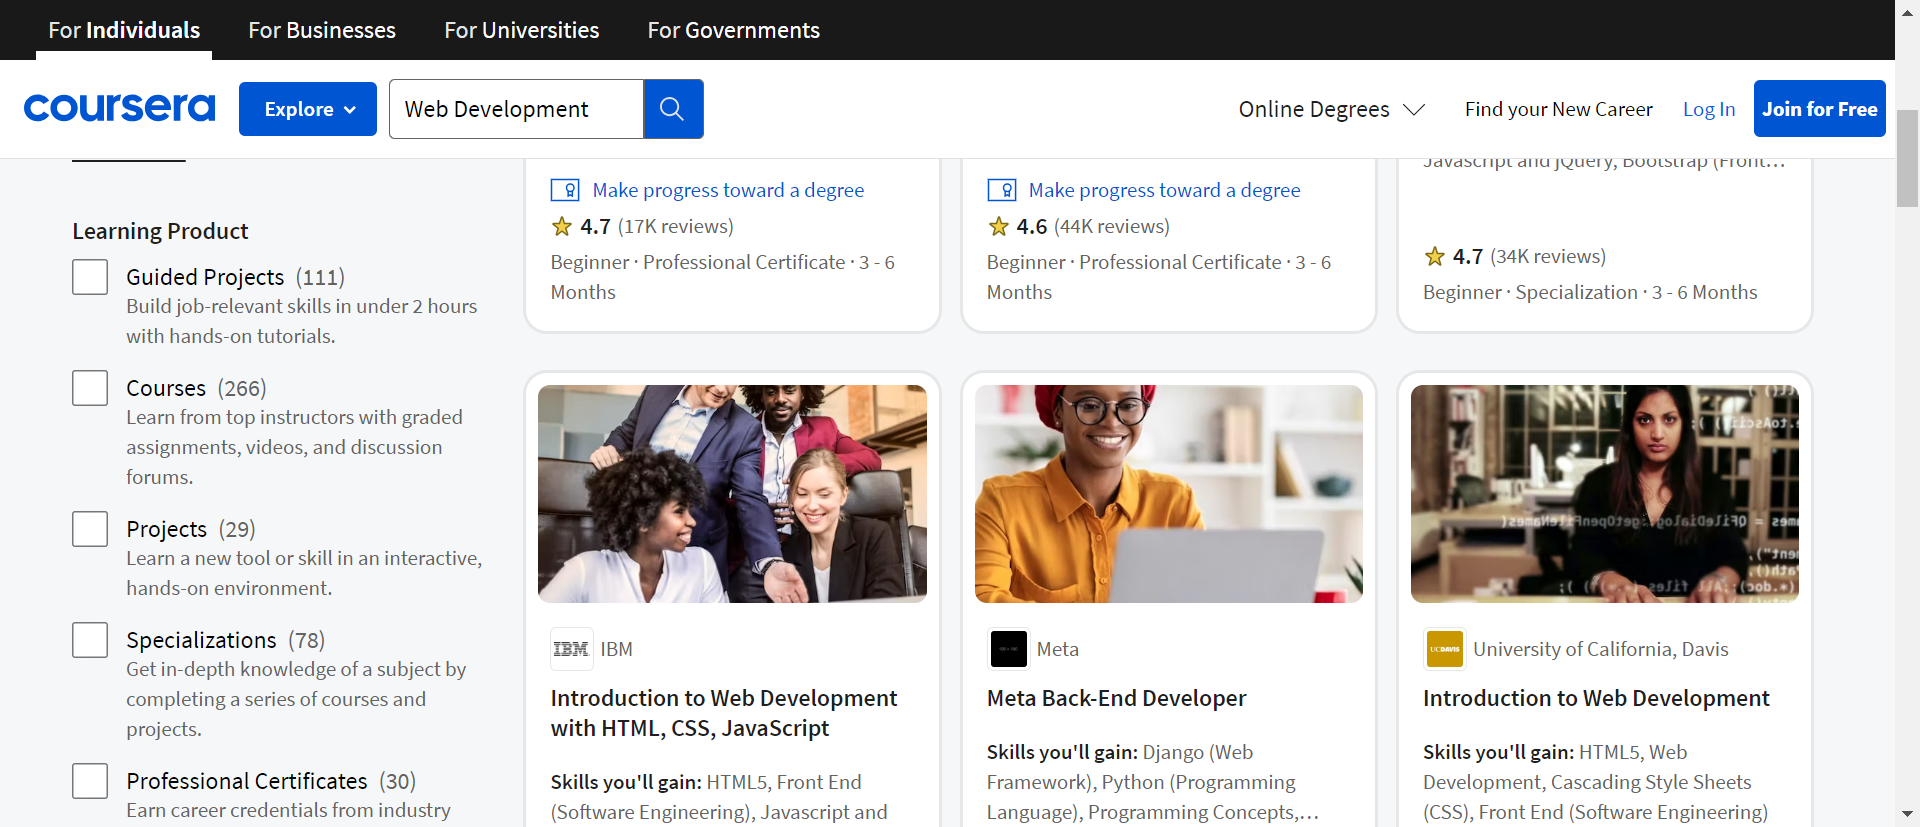 For Individuals
For Businesses
For Universities
For Governments
coursera
Explore
Web Development
Online Degrees
Find your New Career
Log In
Join for Free
Learning Product
Guided Projects (111)
Build job-relevant skills in under 2 hours
with hands-on tutorials.
Courses (266)
Learn from top instructors with graded
assignments, videos, and discussion
forums.
Projects (29)
Learn a new tool or skill in an interactive,
hands-on environment.
Specializations (78)
Get in-depth knowledge of a subject by
completing a series of courses and
projects.
Professional Certificates (30)
Earn career credentials from industry
Make progress toward a degree
4.7 (17K reviews)
Beginner · Professional Certificate · 3 - 6
Months
Make progress toward a degree
4.6 (44K reviews)
Beginner · Professional Certificate · 3 - 6
Months
Javascript and jQuery, Bootstrap (Front…
4.7 (34K reviews)
Beginner · Specialization · 3 - 6 Months
IBM IBM
Introduction to Web Development
with HTML, CSS, JavaScript
Skills you'll gain: HTML5, Front End
(Software Engineering), Javascript and
Meta
Meta Back-End Developer
Skills you'll gain: Django (Web
Framework), Python (Programming
Language), Programming Concepts,…
UCDAVIS University of California, Davis
Introduction to Web Development
Skills you'll gain: HTML5, Web
Development, Cascading Style Sheets
(CSS), Front End (Software Engineering)